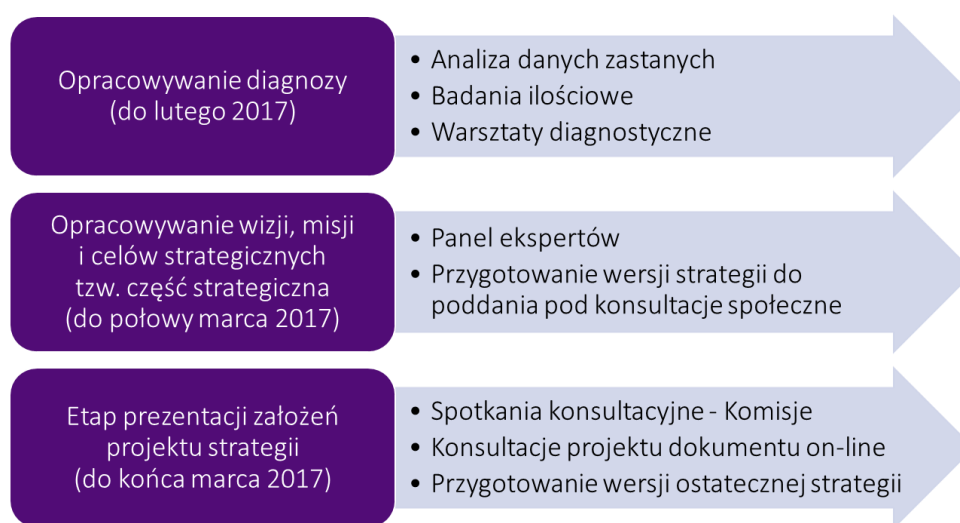 Opracowywanie diagnozy
(do lutego 2017)
• Analiza danych zastanych
• Badania ilościowe
• Warsztaty diagnostyczne
Opracowywanie wizji, misji
i celów strategicznych
tzw. część strategiczna
(do połowy marca 2017)
• Panel ekspertów
• Przygotowanie wersji strategii do
poddania pod konsultacje społeczne
Etap prezentacji założeń
projektu strategii
(do końca marca 2017)
• Spotkania konsultacyjne - Komisje
• Konsultacje projektu dokumentu on-line
• Przygotowanie wersji ostatecznej strategii